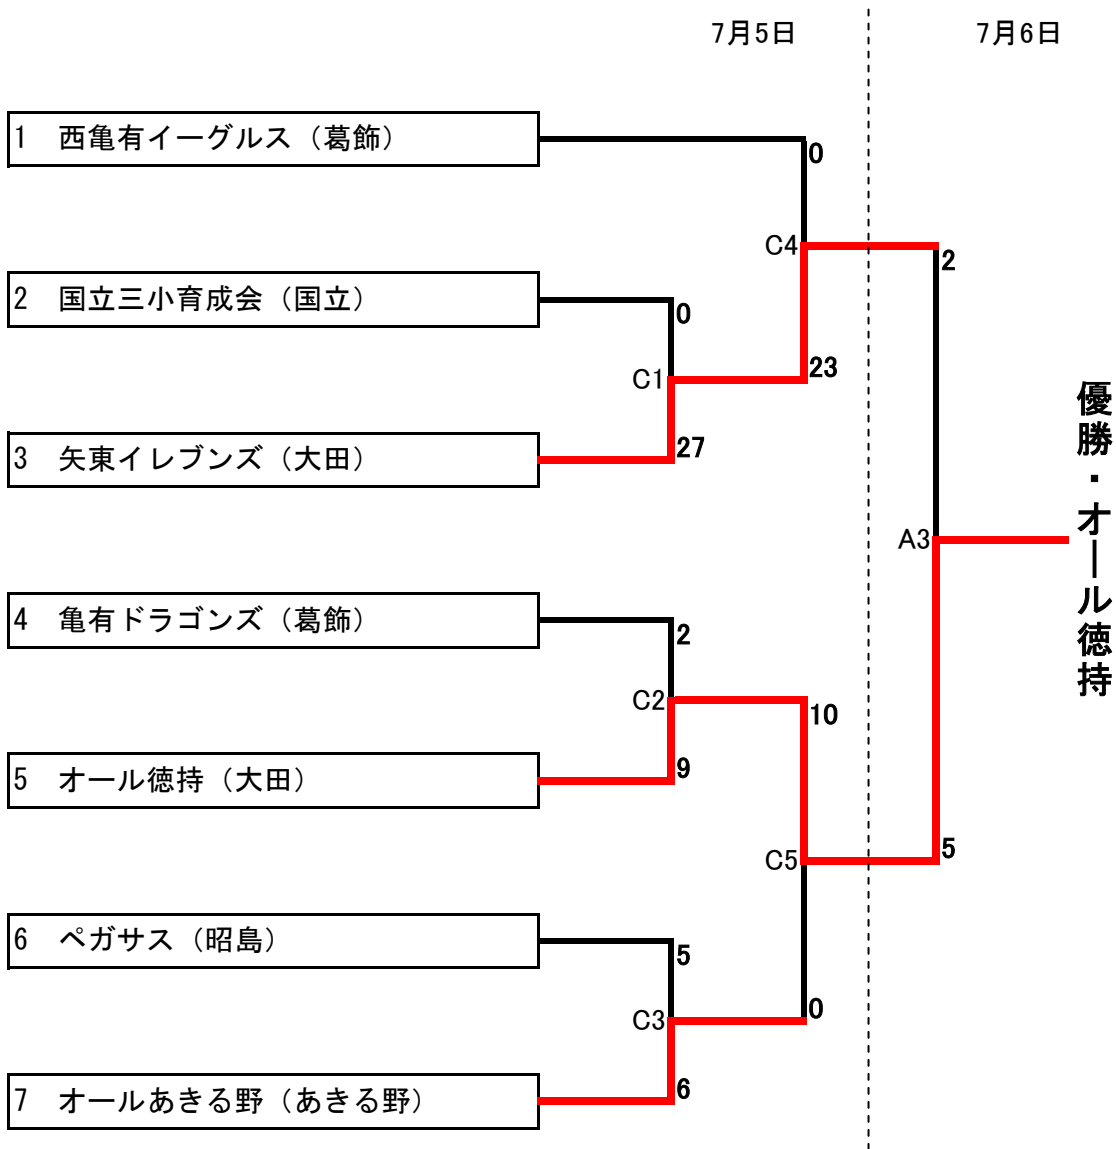 7月5日
7月6日
1 西亀有イーグルス（葛飾）
0
C4
2
2 国立三小育成会（国立）
0
C1
23
3 矢東イレブンズ（大田）
27
優勝・オール徳持
A3
4 亀有ドラゴンズ（葛飾）
2
C2
10
5 オール徳持（大田）
9
C5
5
6 ペガサス（昭島）
5
C3
0
7 オールあきる野（あきる野）
6